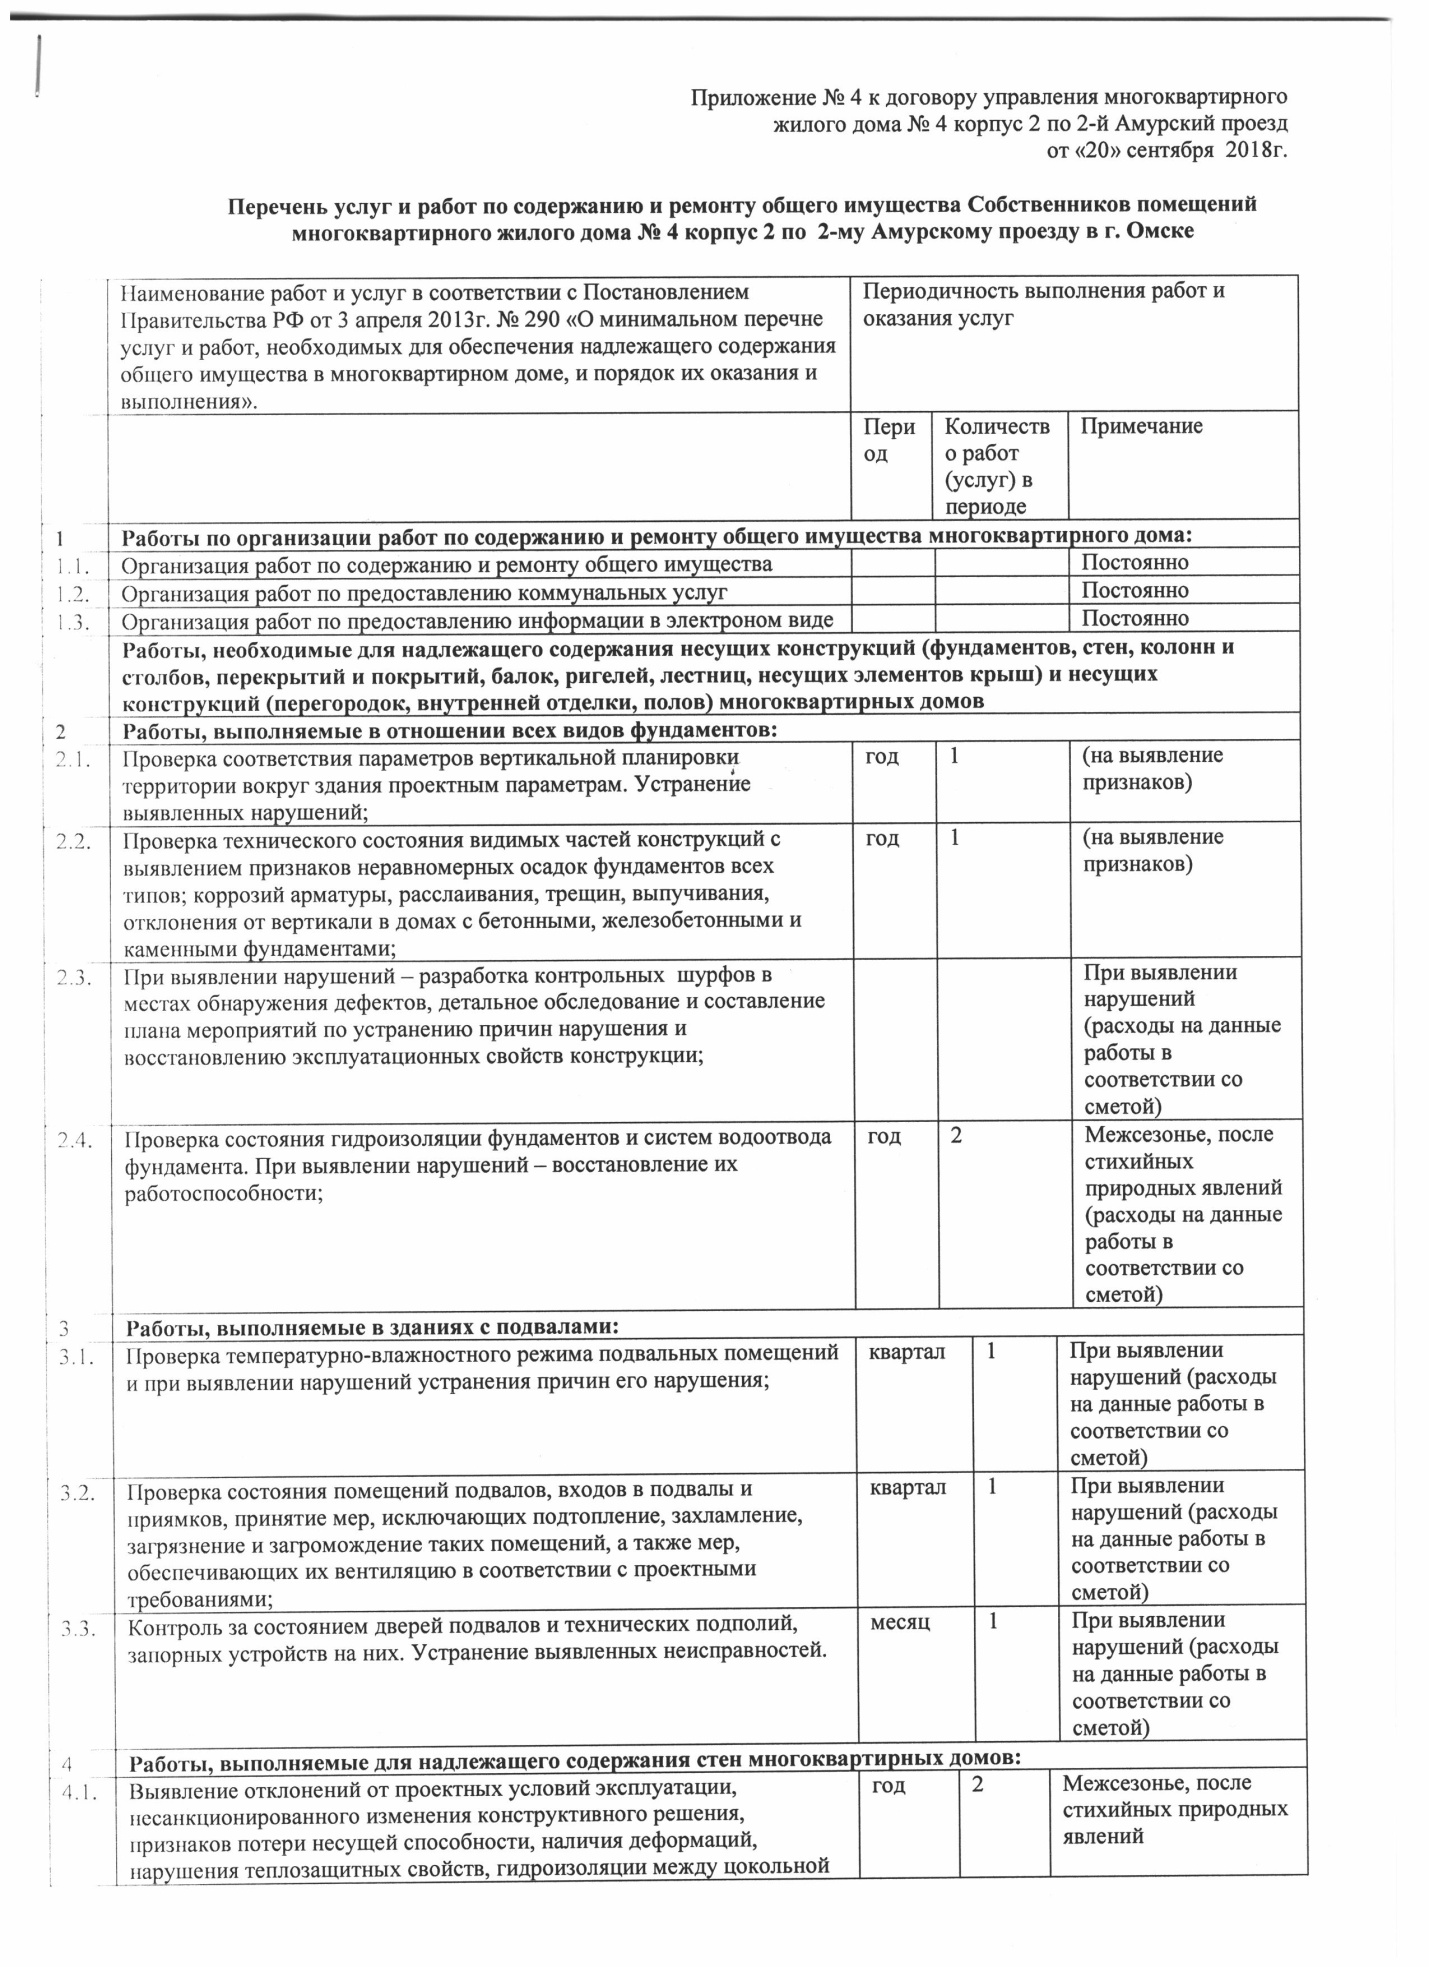 Приложение № 4 к договору управления многоквартирного
жилого дома № 4 корпус 2 по 2-й Амурский проезд
от «20» сентября 2018г.
Перечень услуг и работ по содержанию и ремонту общего имущества Собственников помещений
многоквартирного жилого дома № 4 корпус 2 по 2-му Амурскому проезду в г. Омске
Наименование работ и услуг в соответствии с Постановлением
Правительства РФ от 3 апреля 2013г. № 290 «О минимальном перечне
услуг и работ, необходимых для обеспечения надлежащего содержания
общего имущества в многоквартирном доме, и порядок их оказания и
выполнения».
Периодичность выполнения работ и
оказания услуг
Пери
од
Количеств
о работ
(услуг) в
периоде
Примечание
1 Работы по организации работ по содержанию и ремонту общего имущества многоквартирного дома:
1.1. Организация работ по содержанию и ремонту общего имущества Постоянно
1.2. Организация работ по предоставлению коммунальных услуг Постоянно
1.3. Организация работ по предоставлению информации в электроном виде Постоянно
Работы, необходимые для надлежащего содержания несущих конструкций (фундаментов, стен, колонн и
столбов, перекрытий и покрытий, балок, ригелей, лестниц, несущих элементов крыш) и несущих
конструкций (перегородок, внутренней отделки, полов) многоквартирных домов
2 Работы, выполняемые в отношении всех видов фундаментов:
2.1. Проверка соответствия параметров вертикальной планировки
территории вокруг здания проектным параметрам. Устранение
выявленных нарушений;
год
1
(на выявление
признаков)
2.2. Проверка технического состояния видимых частей конструкций с
выявлением признаков неравномерных осадок фундаментов всех
типов; коррозий арматуры, расслаивания, трещин, выпучивания,
отклонения от вертикали в домах с бетонными, железобетонными и
каменными фундаментами;
год
1
(на выявление
признаков)
2.3. При выявлении нарушений – разработка контрольных шурфов в
местах обнаружения дефектов, детальное обследование и составление
плана мероприятий по устранению причин нарушения и
восстановлению эксплуатационных свойств конструкции;
При выявлении
нарушений
(расходы на данные
работы в
соответствии со
сметой)
2.4. Проверка состояния гидроизоляции фундаментов и систем водоотвода
фундамента. При выявлении нарушений – восстановление их
работоспособности;
год
2
Межсезонье, после
стихийных
природных явлений
(расходы на данные
работы в
соответствии со
сметой)
3 Работы, выполняемые в зданиях с подвалами:
3.1. Проверка температурно-влажностного режима подвальных помещений
и при выявлении нарушений устранения причин его нарушения;
квартал
1
При выявлении
нарушений (расходы
на данные работы в
соответствии со
сметой)
3.2. Проверка состояния помещений подвалов, входов в подвалы и
приямков, принятие мер, исключающих подтопление, захламление,
загрязнение и загромождение таких помещений, а также мер,
обеспечивающих их вентиляцию в соответствии с проектными
требованиями;
квартал
1
При выявлении
нарушений (расходы
на данные работы в
соответствии со
сметой)
3.3. Контроль за состоянием дверей подвалов и технических подполий,
запорных устройств на них. Устранение выявленных неисправностей.
месяц
1
При выявлении
нарушений (расходы
на данные работы в
соответствии со
сметой)
4 Работы, выполняемые для надлежащего содержания стен многоквартирных домов:
4.1. Выявление отклонений от проектных условий эксплуатации,
несанкционированного изменения конструктивного решения,
признаков потери несущей способности, наличия деформаций,
нарушения теплозащитных свойств, гидроизоляции между цокольной
год
2
Межсезонье, после
стихийных природных
явлений